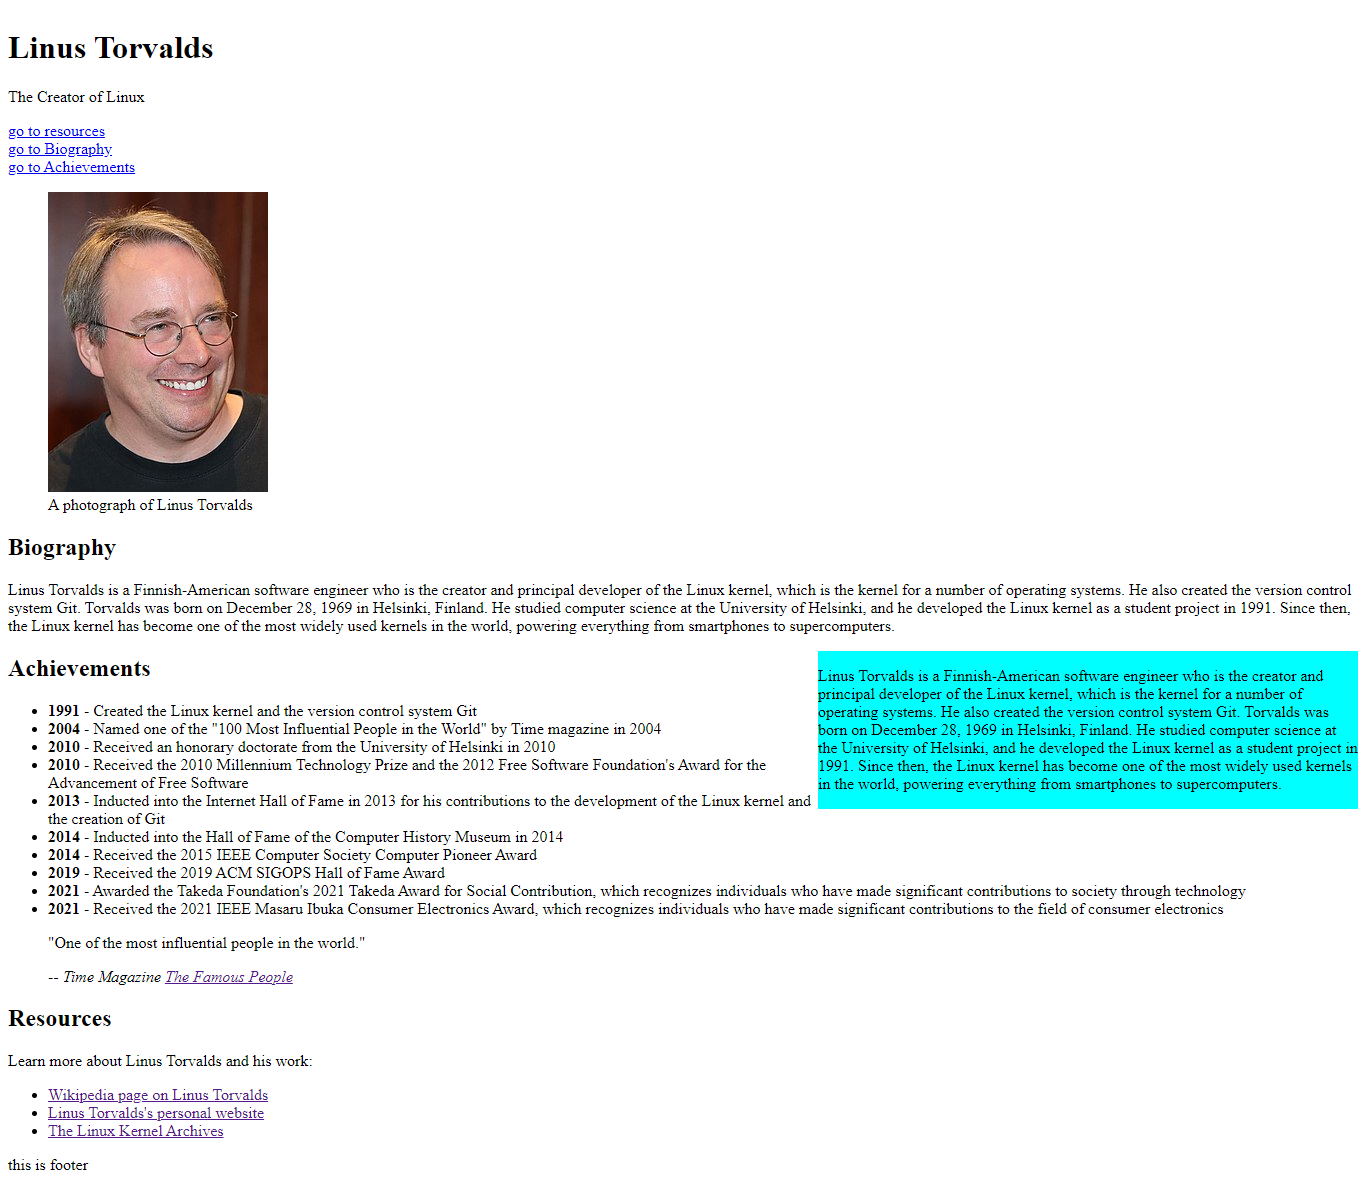 Linus Torvalds
The Creator of Linux
go to resources
go to Biography
go to Achievements
A photograph of Linus Torvalds
Biography
Linus Torvalds is a Finnish-American software engineer who is the creator and principal developer of the Linux kernel, which is the kernel for a number of operating systems. He also created the version control
system Git. Torvalds was born on December 28, 1969 in Helsinki, Finland. He studied computer science at the University of Helsinki, and he developed the Linux kernel as a student project in 1991. Since then,
the Linux kernel has become one of the most widely used kernels in the world, powering everything from smartphones to supercomputers.
Linus Torvalds is a Finnish-American software engineer who is the creator and
principal developer of the Linux kernel, which is the kernel for a number of
operating systems. He also created the version control system Git. Torvalds was
born on December 28, 1969 in Helsinki, Finland. He studied computer science at
the University of Helsinki, and he developed the Linux kernel as a student project in
1991. Since then, the Linux kernel has become one of the most widely used kernels
in the world, powering everything from smartphones to supercomputers.
Achievements
• 1991 - Created the Linux kernel and the version control system Git
• 2004 - Named one of the "100 Most Influential People in the World" by Time magazine in 2004
• 2010 - Received an honorary doctorate from the University of Helsinki in 2010
• 2010 - Received the 2010 Millennium Technology Prize and the 2012 Free Software Foundation's Award for the
Advancement of Free Software
• 2013 - Inducted into the Internet Hall of Fame in 2013 for his contributions to the development of the Linux kernel and
the creation of Git
• 2014 - Inducted into the Hall of Fame of the Computer History Museum in 2014
• 2014 - Received the 2015 IEEE Computer Society Computer Pioneer Award
• 2019 - Received the 2019 ACM SIGOPS Hall of Fame Award
• 2021 - Awarded the Takeda Foundation's 2021 Takeda Award for Social Contribution, which recognizes individuals who have made significant contributions to society through technology
• 2021 - Received the 2021 IEEE Masaru Ibuka Consumer Electronics Award, which recognizes individuals who have made significant contributions to the field of consumer electronics
"One of the most influential people in the world."
-- Time Magazine The Famous People
Resources
Learn more about Linus Torvalds and his work:
• Wikipedia page on Linus Torvalds
• Linus Torvalds's personal website
• The Linux Kernel Archives
this is footer